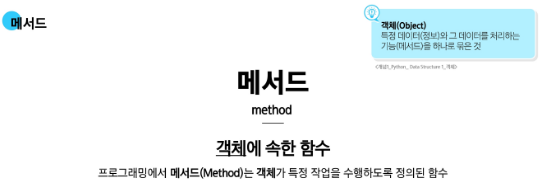 메서드
객체(Object)
특정 데이터(정보)와 그 데이터를 처리하는
기능(메서드)을 하나로 묶은 것
메서드
method
객체에 속한 함수
프로그래밍에서 메서드(Method)는 객체가 특정 작업을 수행하도록 정의된 함수